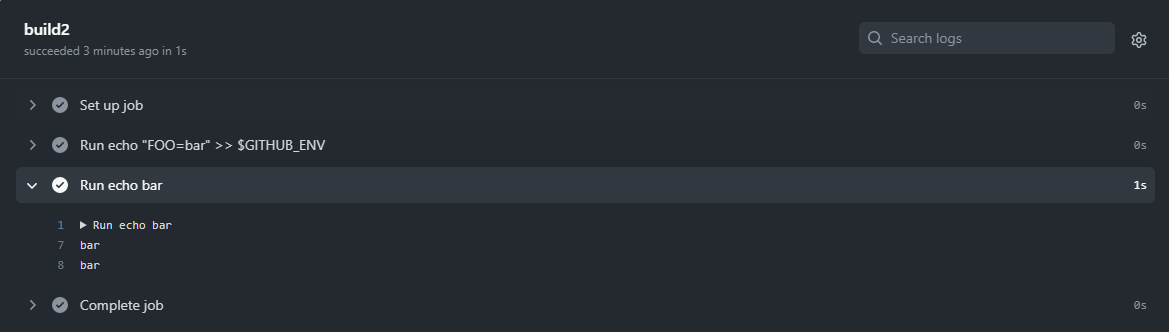 build2
succeeded 3 minutes ago in 1s
Search logs
Set up job 0s
Run echo "FOO=bar" >> $GITHUB_ENV 0s
Run echo bar 1s
1 Run echo bar
7 bar
8 bar
Complete job 0s